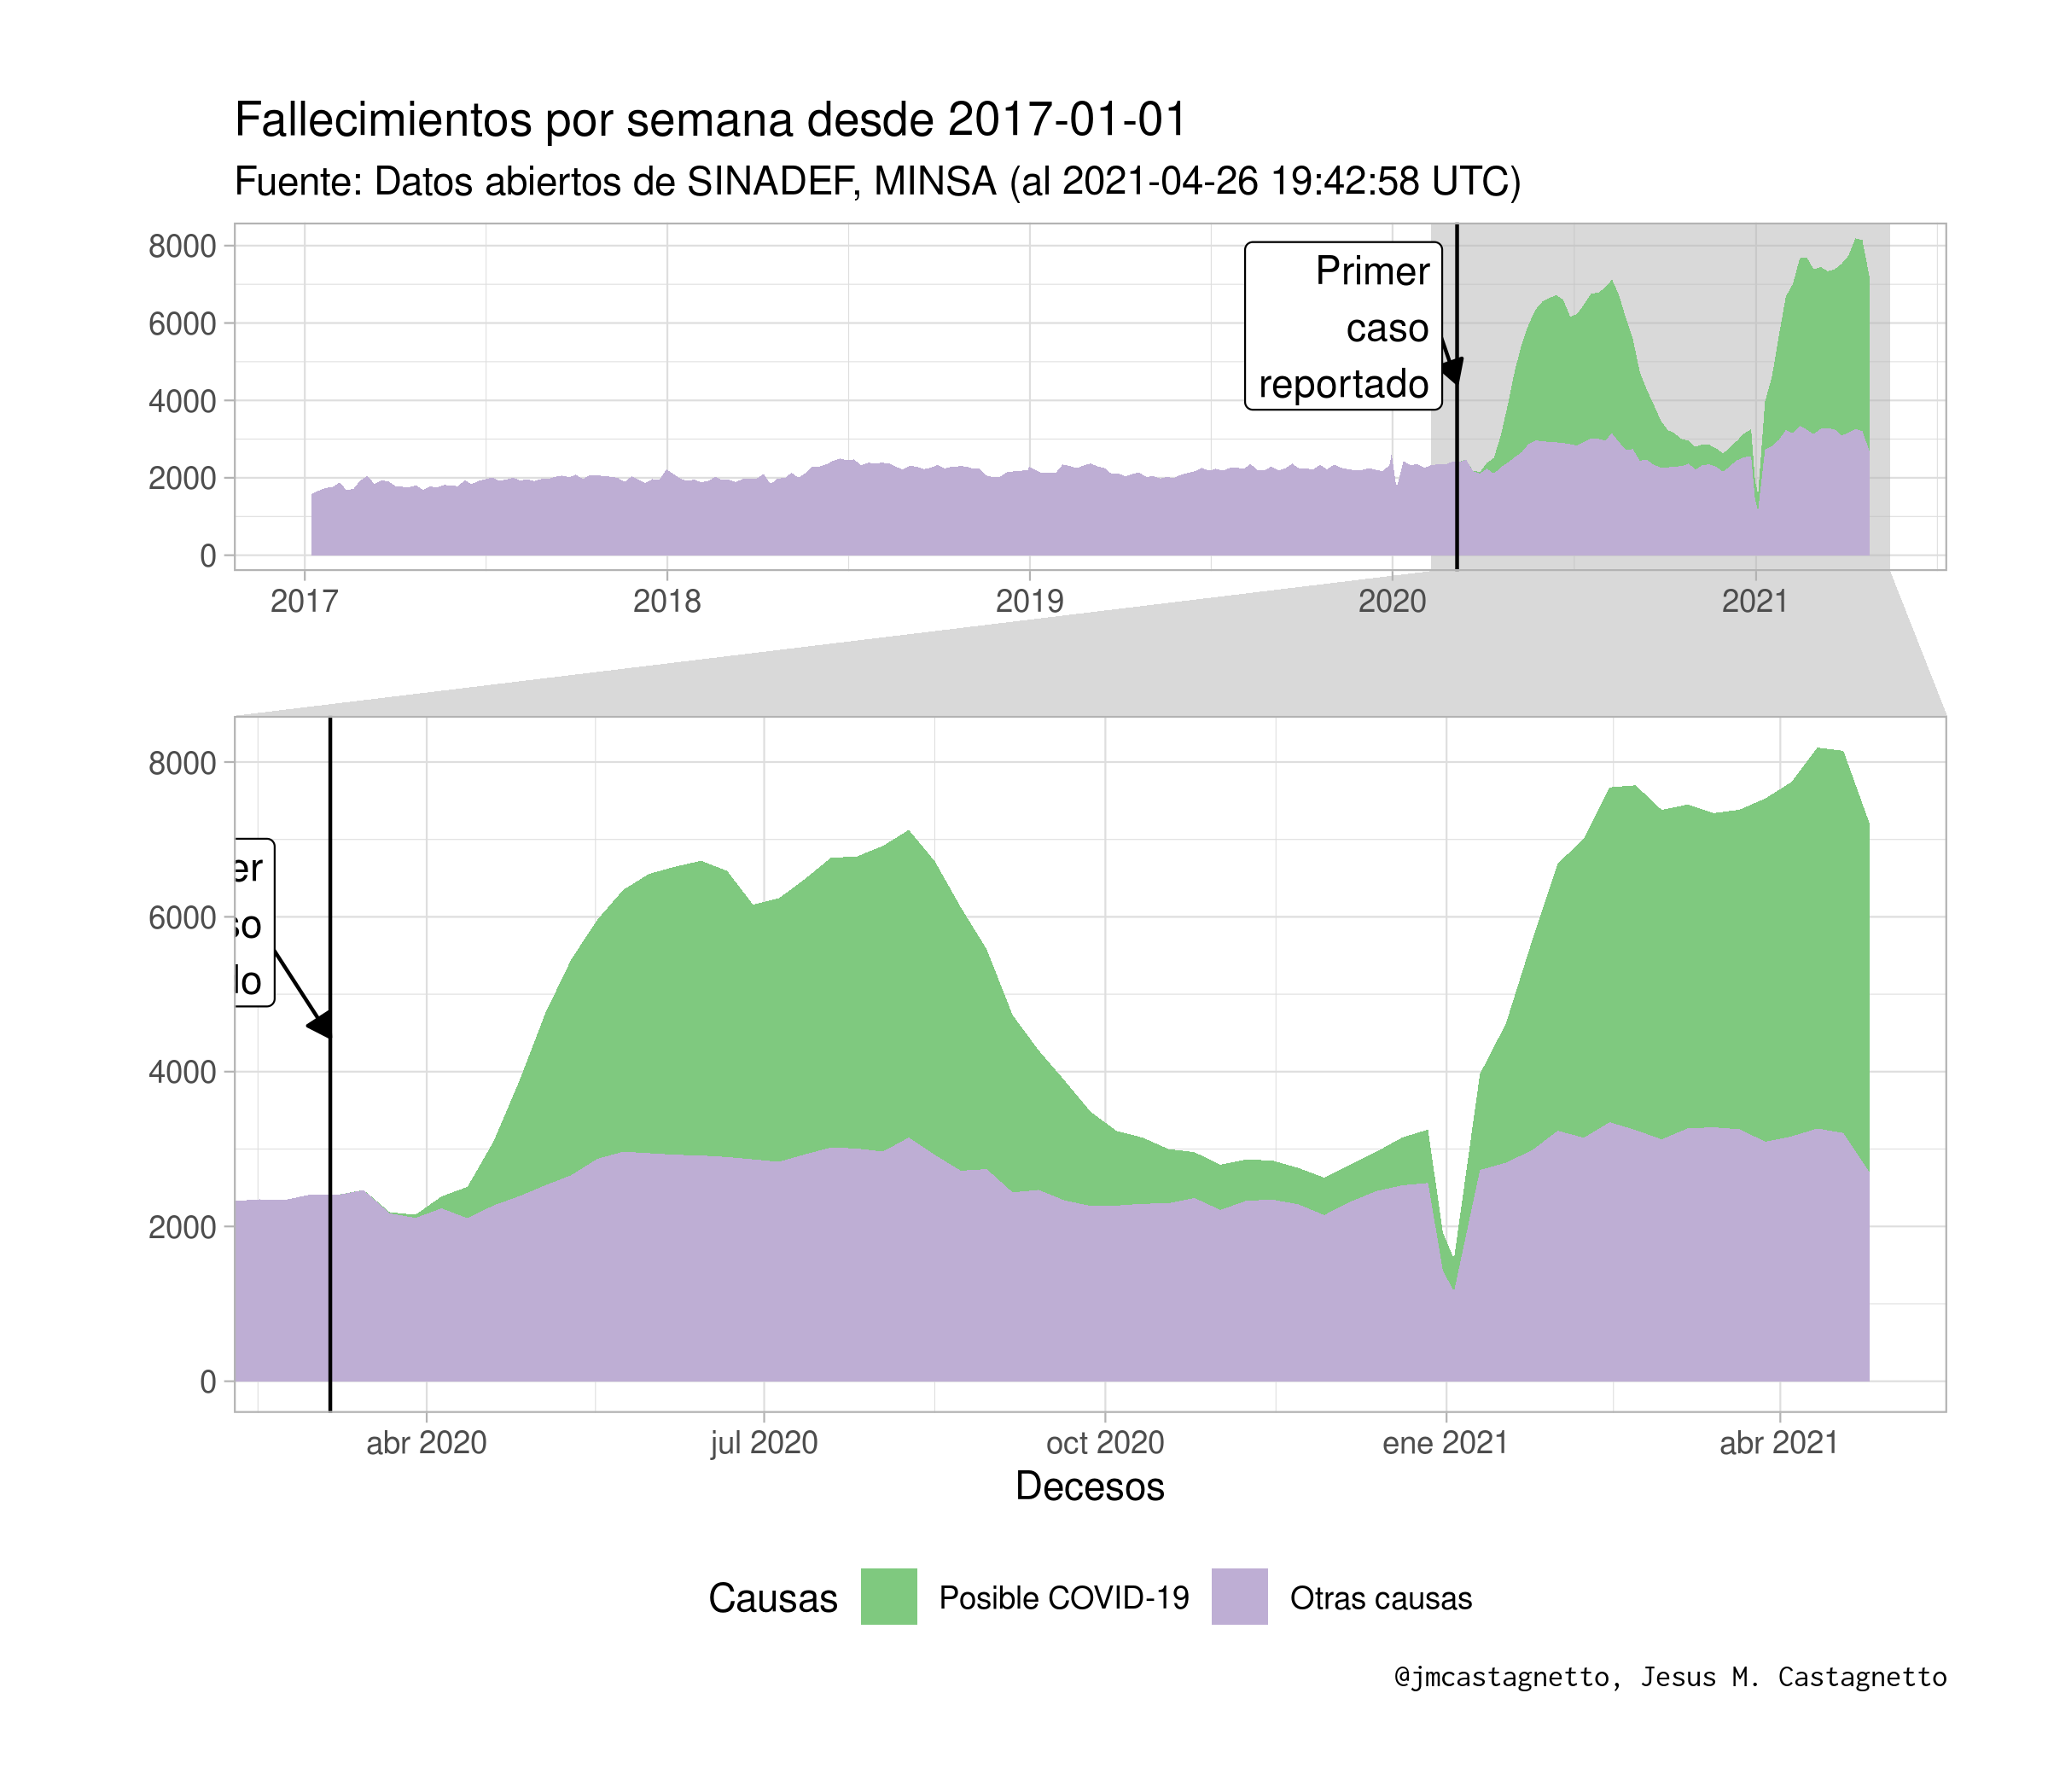 Fallecimientos por semana desde 2017-01-01
Fuente: Datos abiertos de SINADEF, MINSA (al 2021-04-26 19:42:58 UTC)
8000
6000
4000
2000
0
Primer
caso
reportado
2017
2018
2019
2020
2021
8000
6000
4000
2000
0
er
so
lo
abr 2020
jul 2020
oct 2020
ene 2021
abr 2021
Decesos
Causas
Posible COVID-19
Otras causas
@jmcastagnetto, Jesus M. Castagnetto